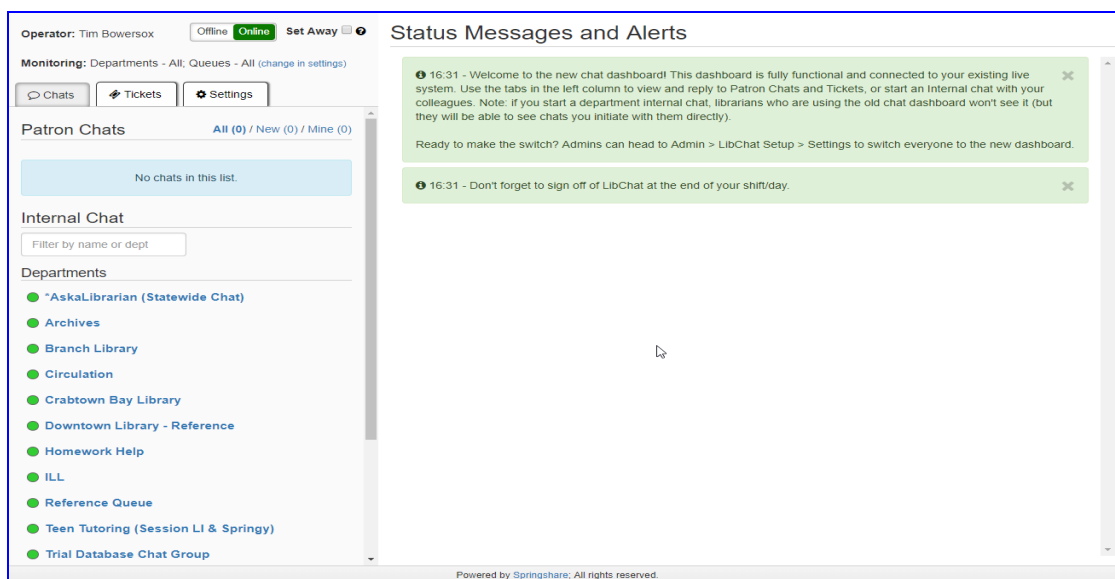 Operator: Tim Bowersox
Offline Online
Set Away
Monitoring: Departments - All; Queues - All (change in settings)
Chats
Tickets
Settings
Patron Chats
All (0) / New (0) / Mine (0)
No chats in this list.
Internal Chat
Filter by name or dept
Departments
*AskaLibrarian (Statewide Chat)
Archives
Branch Library
Circulation
Crabtown Bay Library
Downtown Library - Reference
Homework Help
ILL
Reference Queue
Teen Tutoring (Session LI & Springy)
Trial Database Chat Group
Status Messages and Alerts
16:31 - Welcome to the new chat dashboard! This dashboard is fully functional and connected to your existing live
system. Use the tabs in the left column to view and reply to Patron Chats and Tickets, or start an Internal chat with your
colleagues. Note: if you start a department internal chat, librarians who are using the old chat dashboard won't see it (but
they will be able to see chats you initiate with them directly).
Ready to make the switch? Admins can head to Admin > LibChat Setup > Settings to switch everyone to the new dashboard.
16:31 - Don't forget to sign off of LibChat at the end of your shift/day.
Powered by Springshare; All rights reserved.